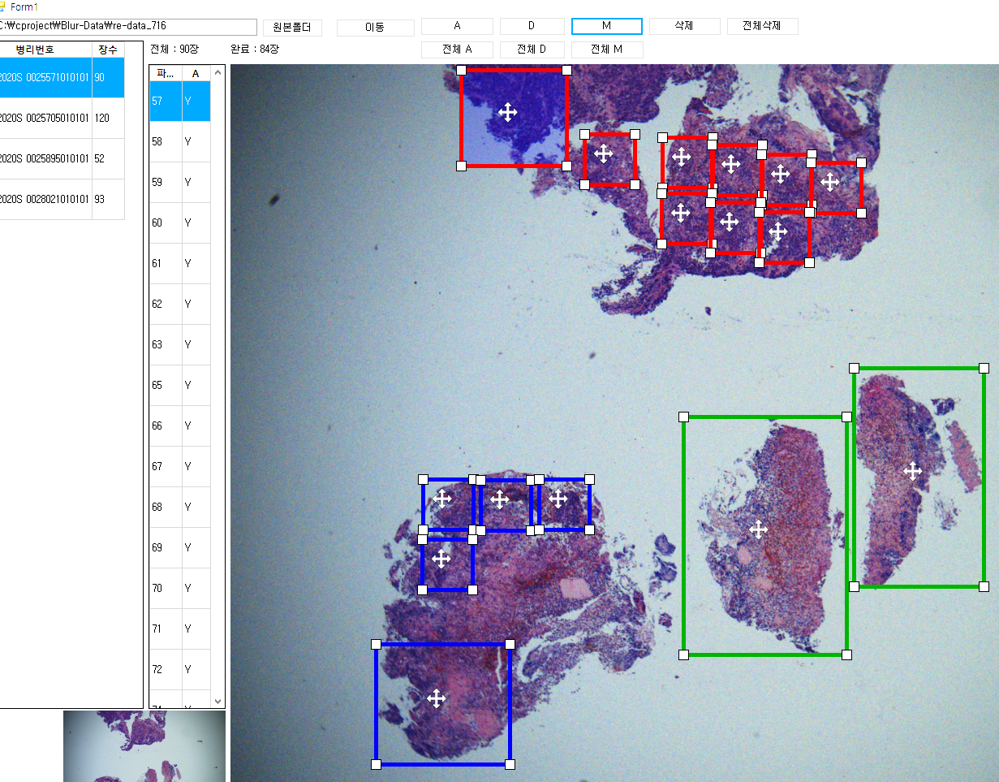 Form1
C:\cproject\Blur-Data\re-data_716
원본폴더
이동
A
D
M
삭제
전체삭제
병리번호 장수
전체 : 90장
완료 : 84장
전체 A
전체 D
전체 M
2020S 0025571010101 90
2020S 0025705010101 120
2020S 0025895010101 52
2020S 0028021010101 93
파... A
57 Y
58 Y
59 Y
60 Y
61 Y
62 Y
63 Y
65 Y
66 Y
67 Y
68 Y
69 Y
70 Y
71 Y
72 Y